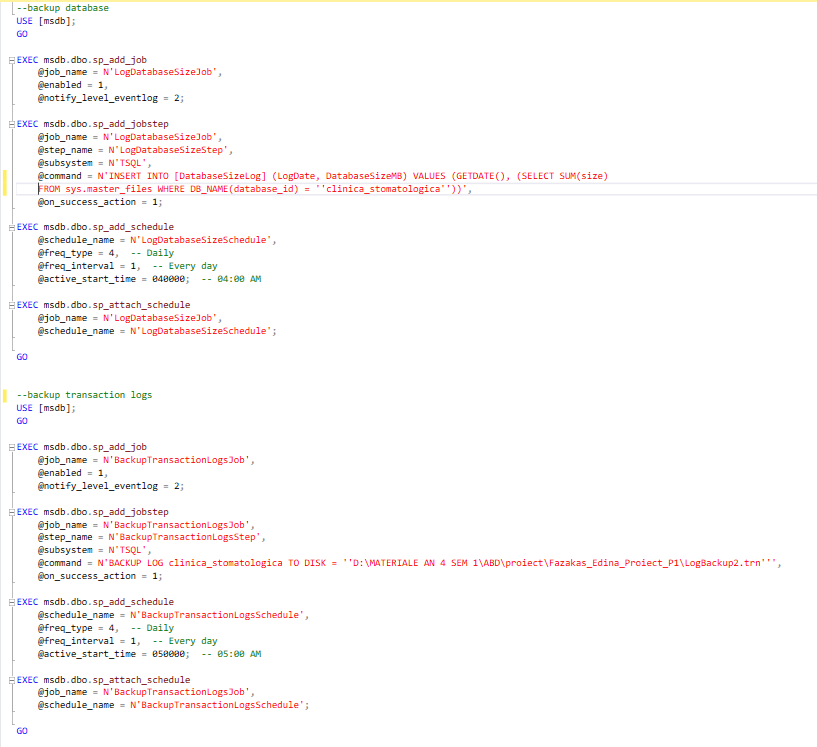 --backup database
USE [msdb];
GO
EXEC msdb.dbo.sp_add_job
@job_name = N'LogDatabaseSizeJob',
@enabled = 1,
@notify_level_eventlog = 2;
EXEC msdb.dbo.sp_add_jobstep
@job_name = N'LogDatabaseSizeJob',
@step_name = N'LogDatabaseSizeStep',
@subsystem = N'TSQL',
@command = N'INSERT INTO [DatabaseSizeLog] (LogDate, DatabaseSizeMB) VALUES (GETDATE(), (SELECT SUM(size)
FROM sys.master_files WHERE DB_NAME(database_id) = ''clinica_stomatologica''))',
@on_success_action = 1;
EXEC msdb.dbo.sp_add_schedule
@schedule_name = N'LogDatabaseSizeSchedule',
@freq_type = 4,  -- Daily
@freq_interval = 1,  -- Every day
@active_start_time = 040000;  -- 04:00 AM
EXEC msdb.dbo.sp_attach_schedule
@job_name = N'LogDatabaseSizeJob',
@schedule_name = N'LogDatabaseSizeSchedule';
GO
--backup transaction logs
USE [msdb];
GO
EXEC msdb.dbo.sp_add_job
@job_name = N'BackupTransactionLogsJob',
@enabled = 1,
@notify_level_eventlog = 2;
EXEC msdb.dbo.sp_add_jobstep
@job_name = N'BackupTransactionLogsJob',
@step_name = N'BackupTransactionLogsStep',
@subsystem = N'TSQL',
@command = N'BACKUP LOG clinica_stomatologica TO DISK = ''D:\MATERIALE AN 4 SEM 1\ABD\proiect\Fazakas_Edina_Proiect_P1\LogBackup2.trn''',
@on_success_action = 1;
EXEC msdb.dbo.sp_add_schedule
@schedule_name = N'BackupTransactionLogsSchedule',
@freq_type = 4,  -- Daily
@freq_interval = 1,  -- Every day
@active_start_time = 050000;  -- 05:00 AM
EXEC msdb.dbo.sp_attach_schedule
@job_name = N'BackupTransactionLogsJob',
@schedule_name = N'BackupTransactionLogsSchedule';
GO